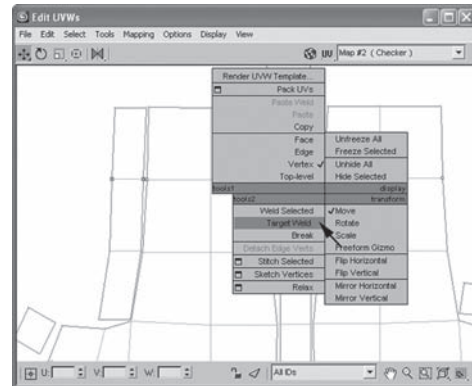 Edit UVWs
File Edit Select Tools Mapping Options Display View
UV Map #2 ( Checker )
Render UVW Template...
Pack UVs
Paste Weld
Paste
Copy
Face
Edge
Vertex
Top-level
Unfreeze All
Freeze Selected
Unhide All
Hide Selected
tools1 display
tools2 transform
Weld Selected
Target Weld
Break
Detach Edge Verts
Stitch Selected
Sketch Vertices
Relax
Move
Rotate
Scale
Freeform Gizmo
Flip Horizontal
Flip Vertical
Mirror Horizontal
Mirror Vertical
U: V: W: All IDs